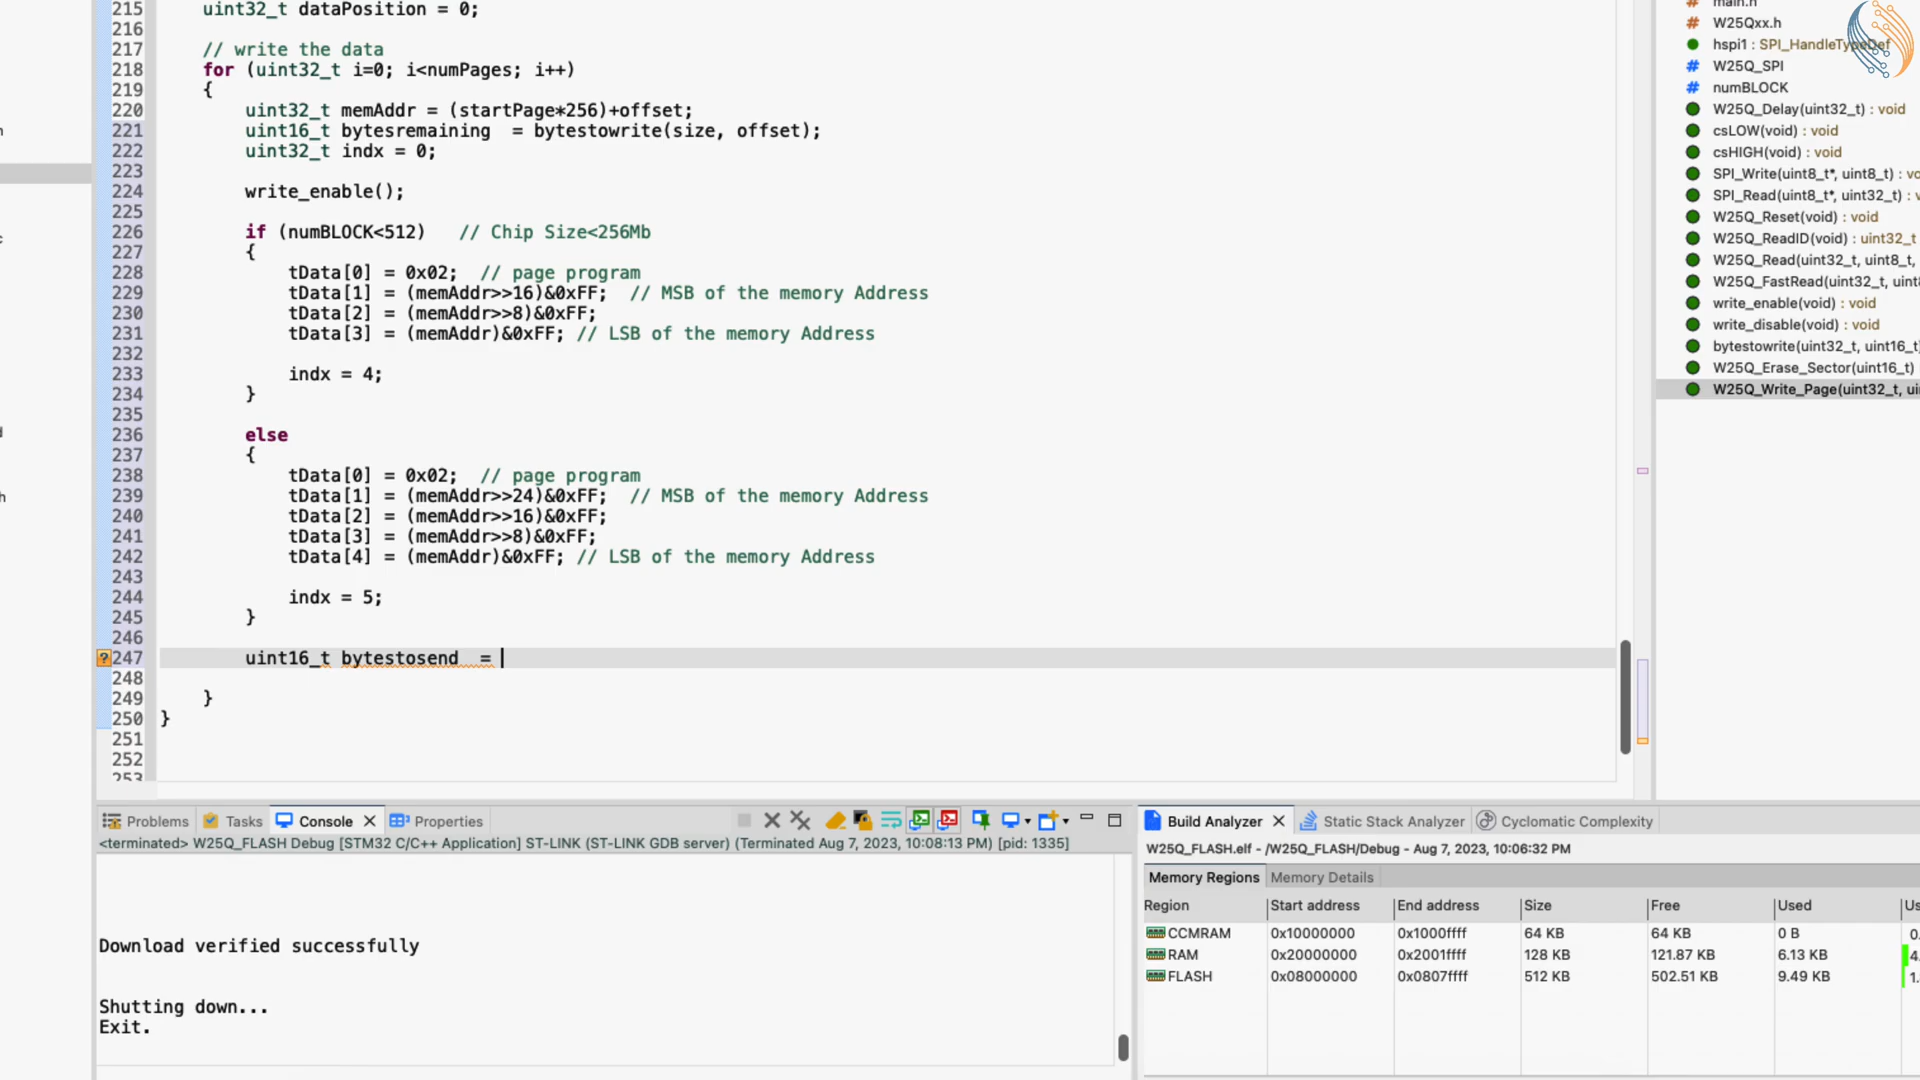 215 uint32_t dataPosition = 0;
216
217 // write the data
218 for (uint32_t i=0; i<numPages; i++)
219 {
220 uint32_t memAddr = (startPage*256)+offset;
221 uint16_t bytesremaining  = bytestowrite(size, offset);
222 uint32_t indx = 0;
223
224 write_enable();
225
226 if (numBLOCK<512)   // Chip Size<256Mb
227 {
228 tData[0] = 0x02;  // page program
229 tData[1] = (memAddr>>16)&0xFF;  // MSB of the memory Address
230 tData[2] = (memAddr>>8)&0xFF;
231 tData[3] = (memAddr)&0xFF; // LSB of the memory Address
232
233 indx = 4;
234 }
235
236 else
237 {
238 tData[0] = 0x02;  // page program
239 tData[1] = (memAddr>>24)&0xFF;  // MSB of the memory Address
240 tData[2] = (memAddr>>16)&0xFF;
241 tData[3] = (memAddr>>8)&0xFF;
242 tData[4] = (memAddr)&0xFF; // LSB of the memory Address
243
244 indx = 5;
245 }
246
247 uint16_t bytestosend  =
248
249 }
250 }
251
252
253
main.h
W25Qxx.h
hspi1 : SPI_HandleTypeDef
W25Q_SPI
numBLOCK
W25Q_Delay(uint32_t) : void
csLOW(void) : void
csHIGH(void) : void
SPI_Write(uint8_t*, uint8_t) : vo
SPI_Read(uint8_t*, uint32_t) : v
W25Q_Reset(void) : void
W25Q_ReadID(void) : uint32_t
W25Q_Read(uint32_t, uint8_t,
W25Q_FastRead(uint32_t, uint8
write_enable(void) : void
write_disable(void) : void
bytestowrite(uint32_t, uint16_t)
W25Q_Erase_Sector(uint16_t)
W25Q_Write_Page(uint32_t, ui
Problems Tasks Console Properties
<terminated> W25Q_FLASH Debug [STM32 C/C++ Application] ST-LINK (ST-LINK GDB server) (Terminated Aug 7, 2023, 10:08:13 PM) [pid: 1335]
Download verified successfully
Shutting down...
Exit.
Build Analyzer Static Stack Analyzer Cyclomatic Complexity
W25Q_FLASH.elf - /W25Q_FLASH/Debug - Aug 7, 2023, 10:06:32 PM
Memory Regions Memory Details
Region Start address End address Size Free Used Us
CCMRAM 0x10000000 0x1000ffff 64 KB 64 KB 0 B 0.
RAM 0x20000000 0x2001ffff 128 KB 121.87 KB 6.13 KB 4.
FLASH 0x08000000 0x0807ffff 512 KB 502.51 KB 9.49 KB 1.